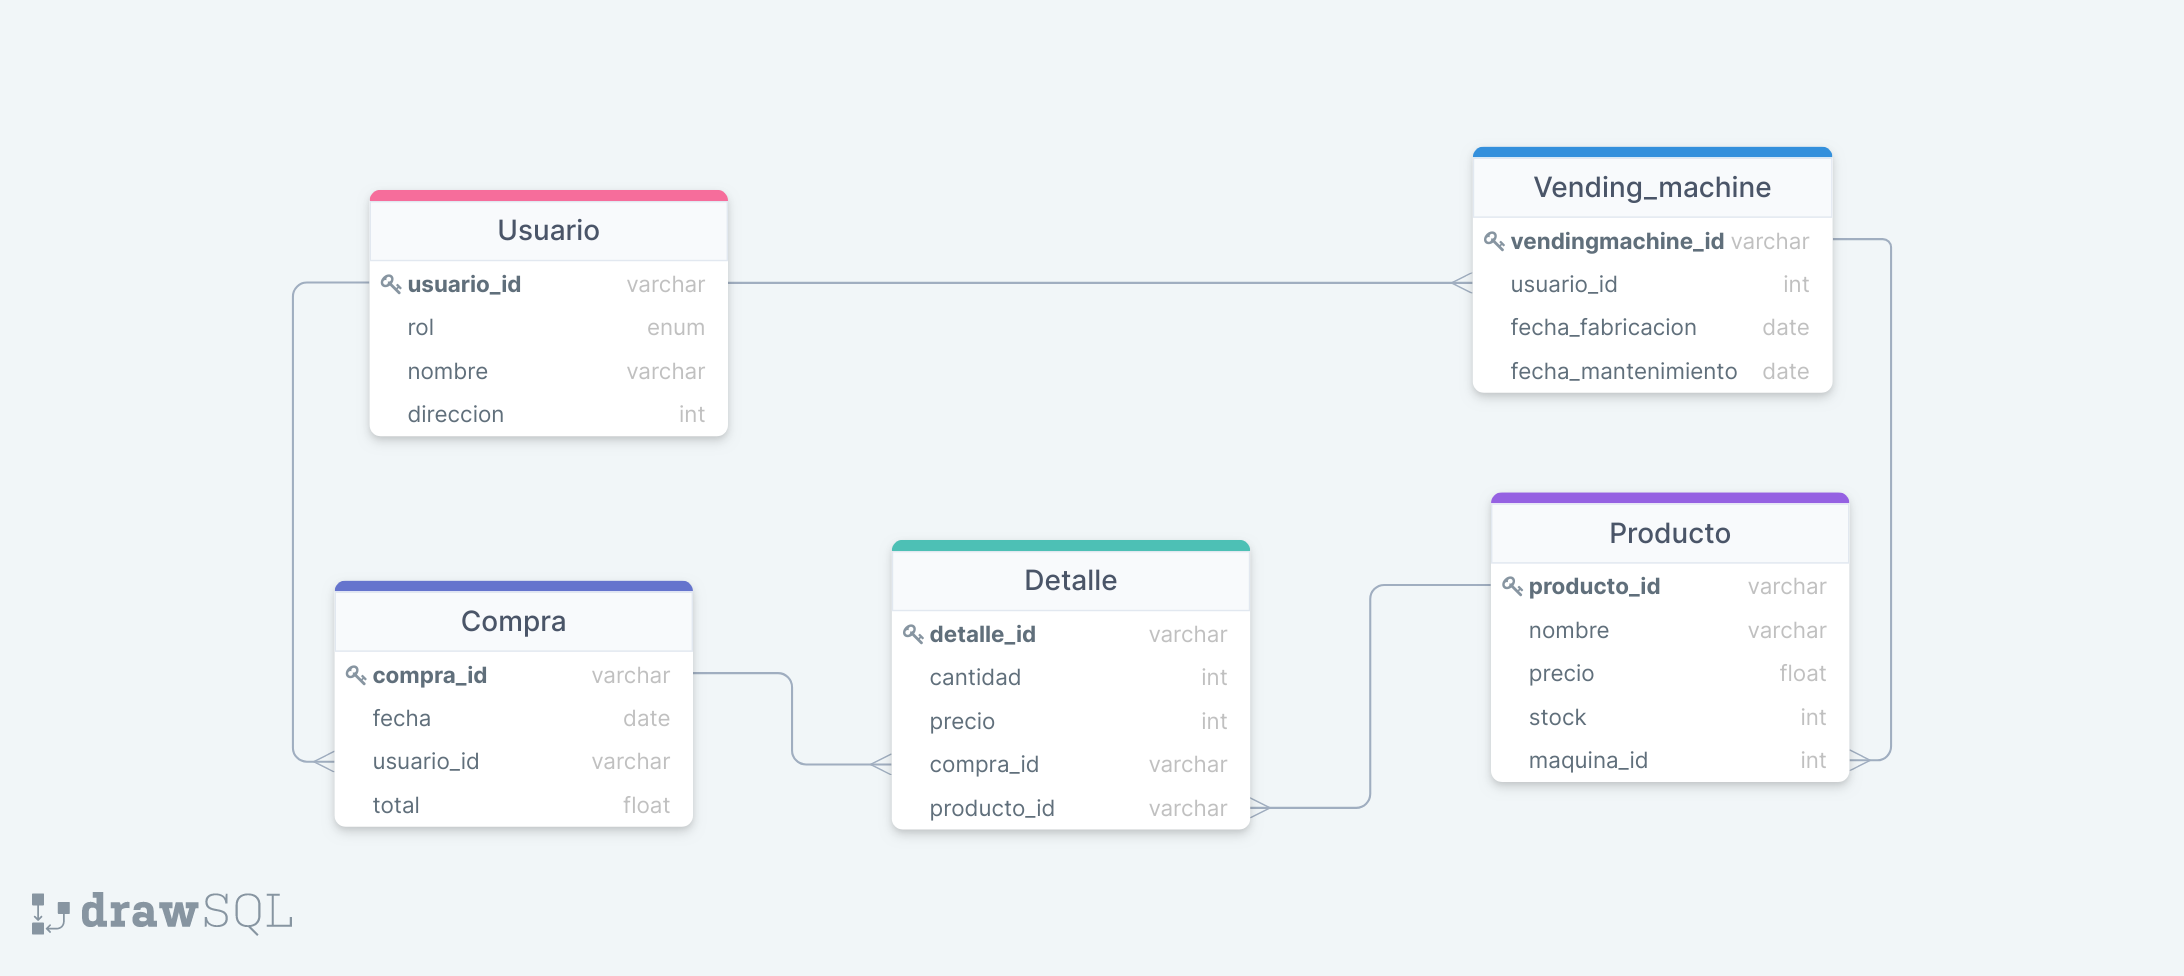 Usuario
usuario_id varchar
rol enum
nombre varchar
direccion int
Vending_machine
vendingmachine_id varchar
usuario_id int
fecha_fabricacion date
fecha_mantenimiento date
Compra
compra_id varchar
fecha date
usuario_id varchar
total float
Detalle
detalle_id varchar
cantidad int
precio int
compra_id varchar
producto_id varchar
Producto
producto_id varchar
nombre varchar
precio float
stock int
maquina_id int
drawSQL